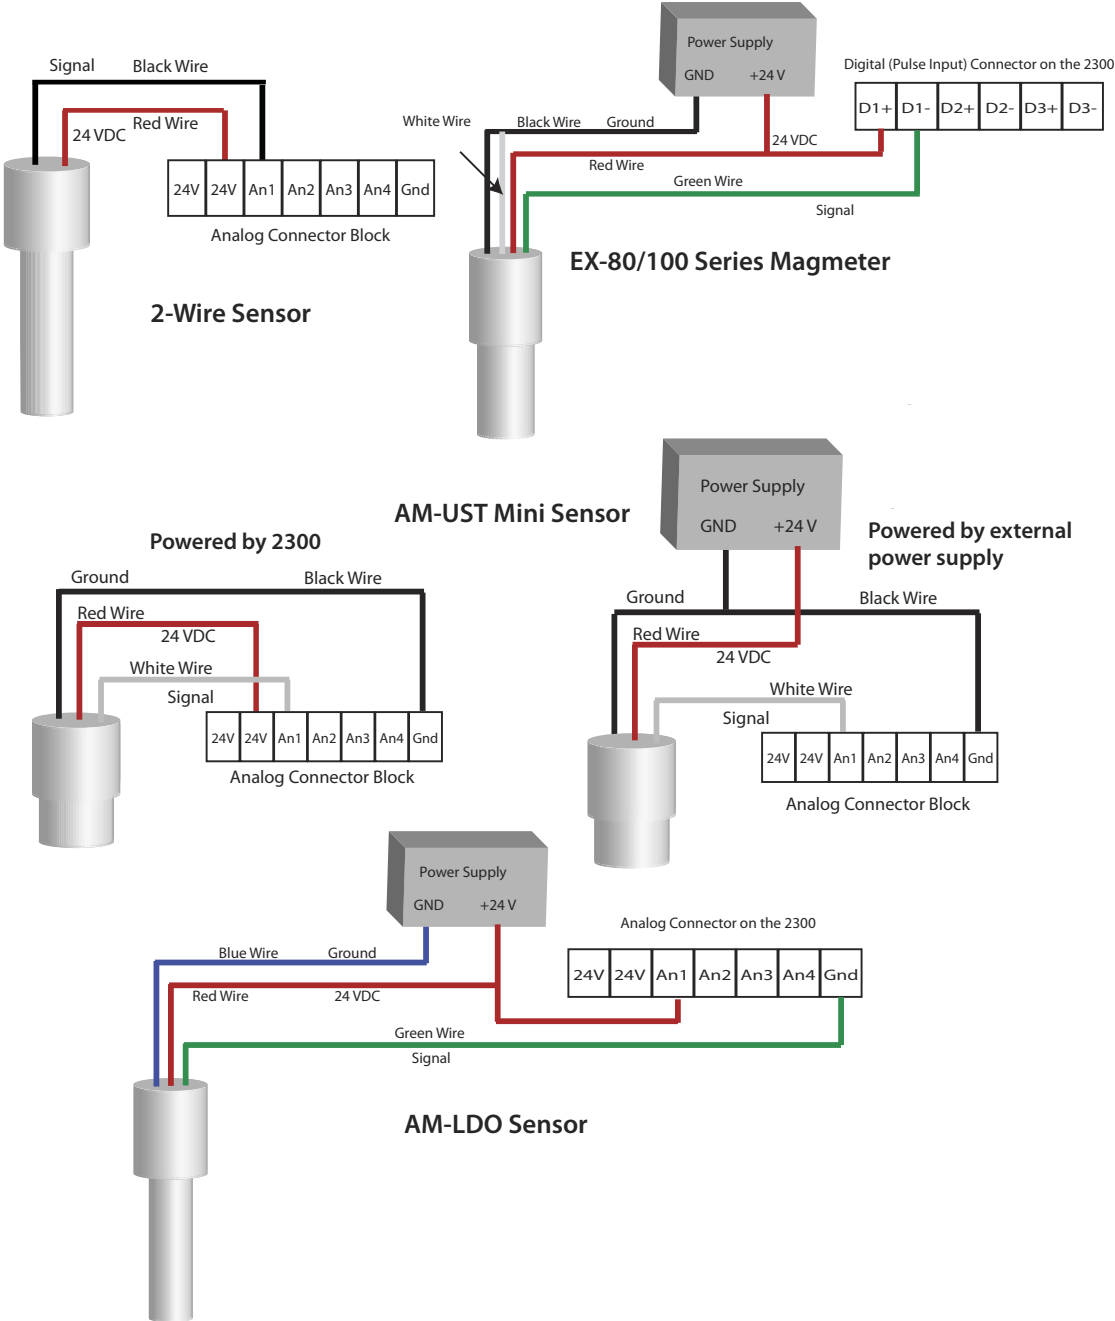 Signal
Black Wire
Red Wire
24 VDC
24V 24V An1 An2 An3 An4 Gnd
Analog Connector Block
2-Wire Sensor
Power Supply
GND +24 V
Digital (Pulse Input) Connector on the 2300
D1+ D1- D2+ D2- D3+ D3-
White Wire
Black Wire Ground
24 VDC
Red Wire
Green Wire
Signal
EX-80/100 Series Magmeter
AM-UST Mini Sensor
Powered by 2300
Ground
Black Wire
Red Wire
24 VDC
White Wire
Signal
24V 24V An1 An2 An3 An4 Gnd
Analog Connector Block
Power Supply
GND +24 V
Powered by external
power supply
Ground
Black Wire
Red Wire
24 VDC
White Wire
Signal
24V 24V An1 An2 An3 An4 Gnd
Analog Connector Block
Power Supply
GND +24 V
Analog Connector on the 2300
24V 24V An1 An2 An3 An4 Gnd
Blue Wire Ground
Red Wire 24 VDC
Green Wire
Signal
AM-LDO Sensor